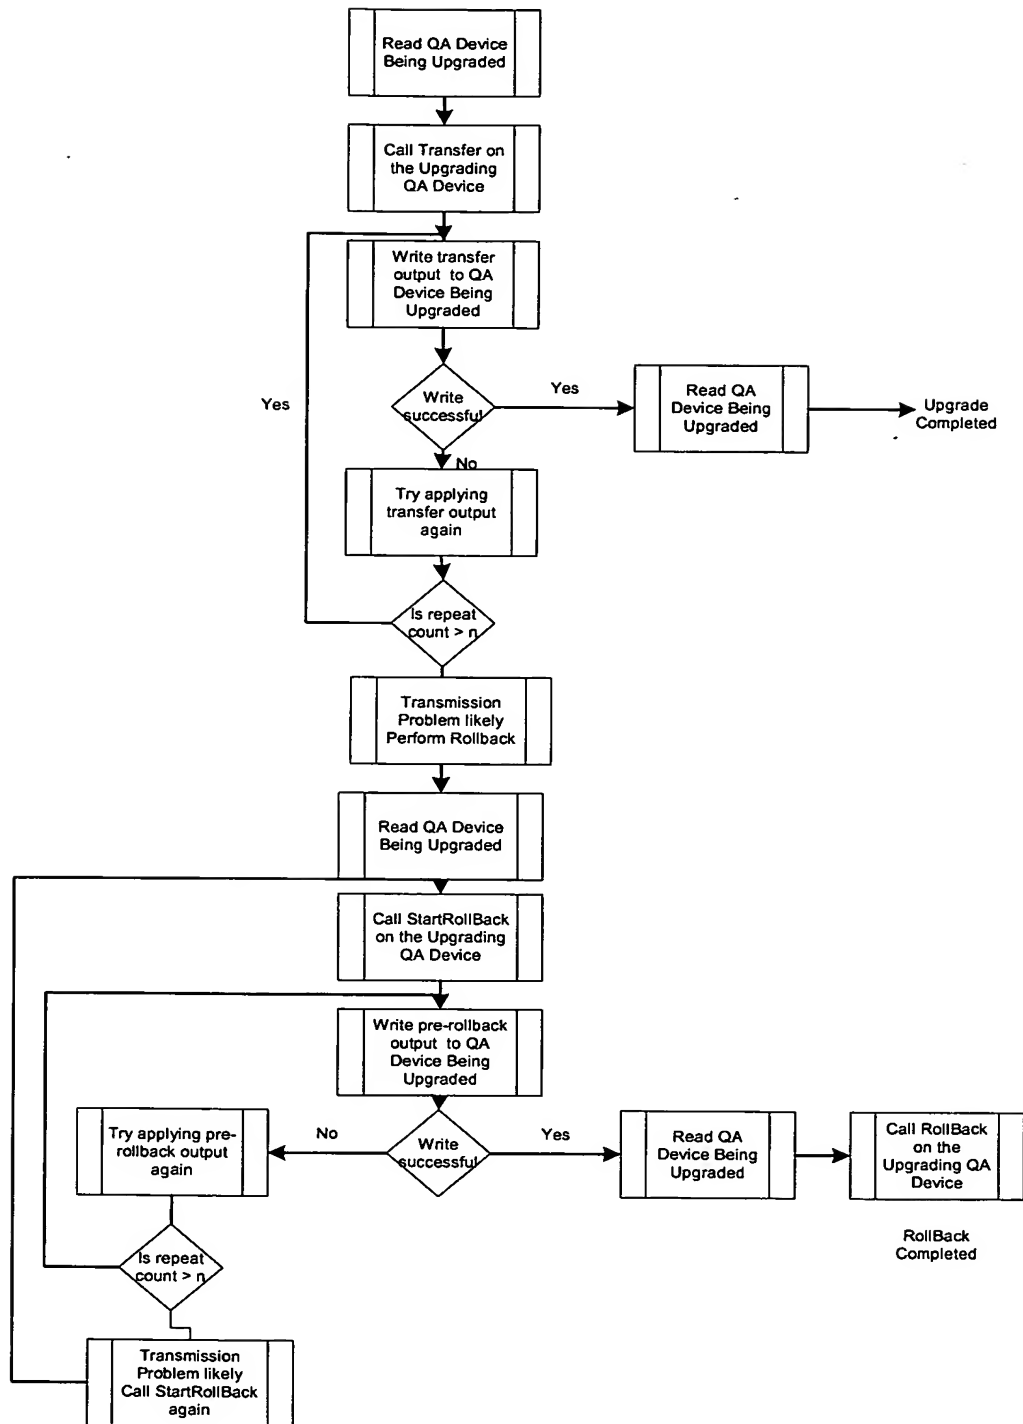 Read QA Device
Being Upgraded
Call Transfer on
the Upgrading
QA Device
Write transfer
output to QA
Device Being
Upgraded
Yes
Write
successful
Yes
Read QA
Device Being
Upgraded
Upgrade
Completed
No
Try applying
transfer output
again
Is repeat
count > n
Transmission
Problem likely
Perform Rollback
Read QA Device
Being Upgraded
Call StartRollBack
on the Upgrading
QA Device
Write pre-rollback
output to QA
Device Being
Upgraded
Try applying pre-
rollback output
again
No
Write
successful
Yes
Read QA
Device Being
Upgraded
Call RollBack
on the
Upgrading QA
Device
RollBack
Completed
Is repeat
count > n
Transmission
Problem likely
Call StartRollBack
again